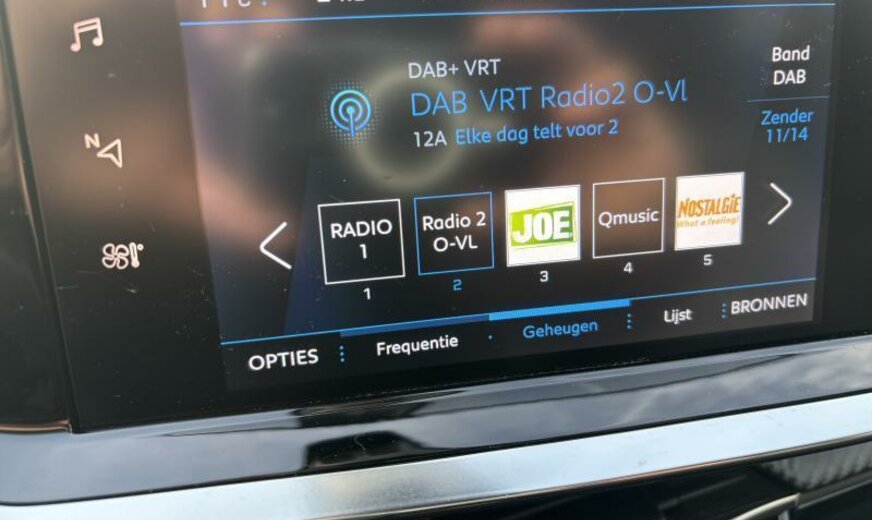 DAB+ VRT
DAB VRT Radio2 O-Vl
12A Elke dag telt voor 2
Band
DAB
Zender
11/14
N
RADIO
1
Radio 2
O-VL
JOE
Qmusic
NOSTALGIE
What a feeling!
1
2
3
4
5
OPTIES
Frequentie
Geheugen
Lijst
BRONNEN